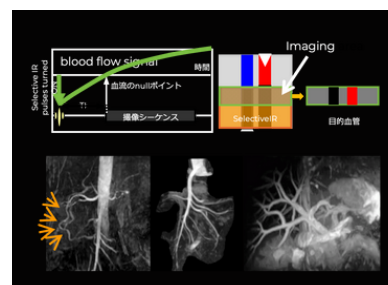 blood flow signal
時間
Selective IR
pulses turned
血流のnullポイント
撮像シーケンス
Imaging
SelectiveIR
目的血管